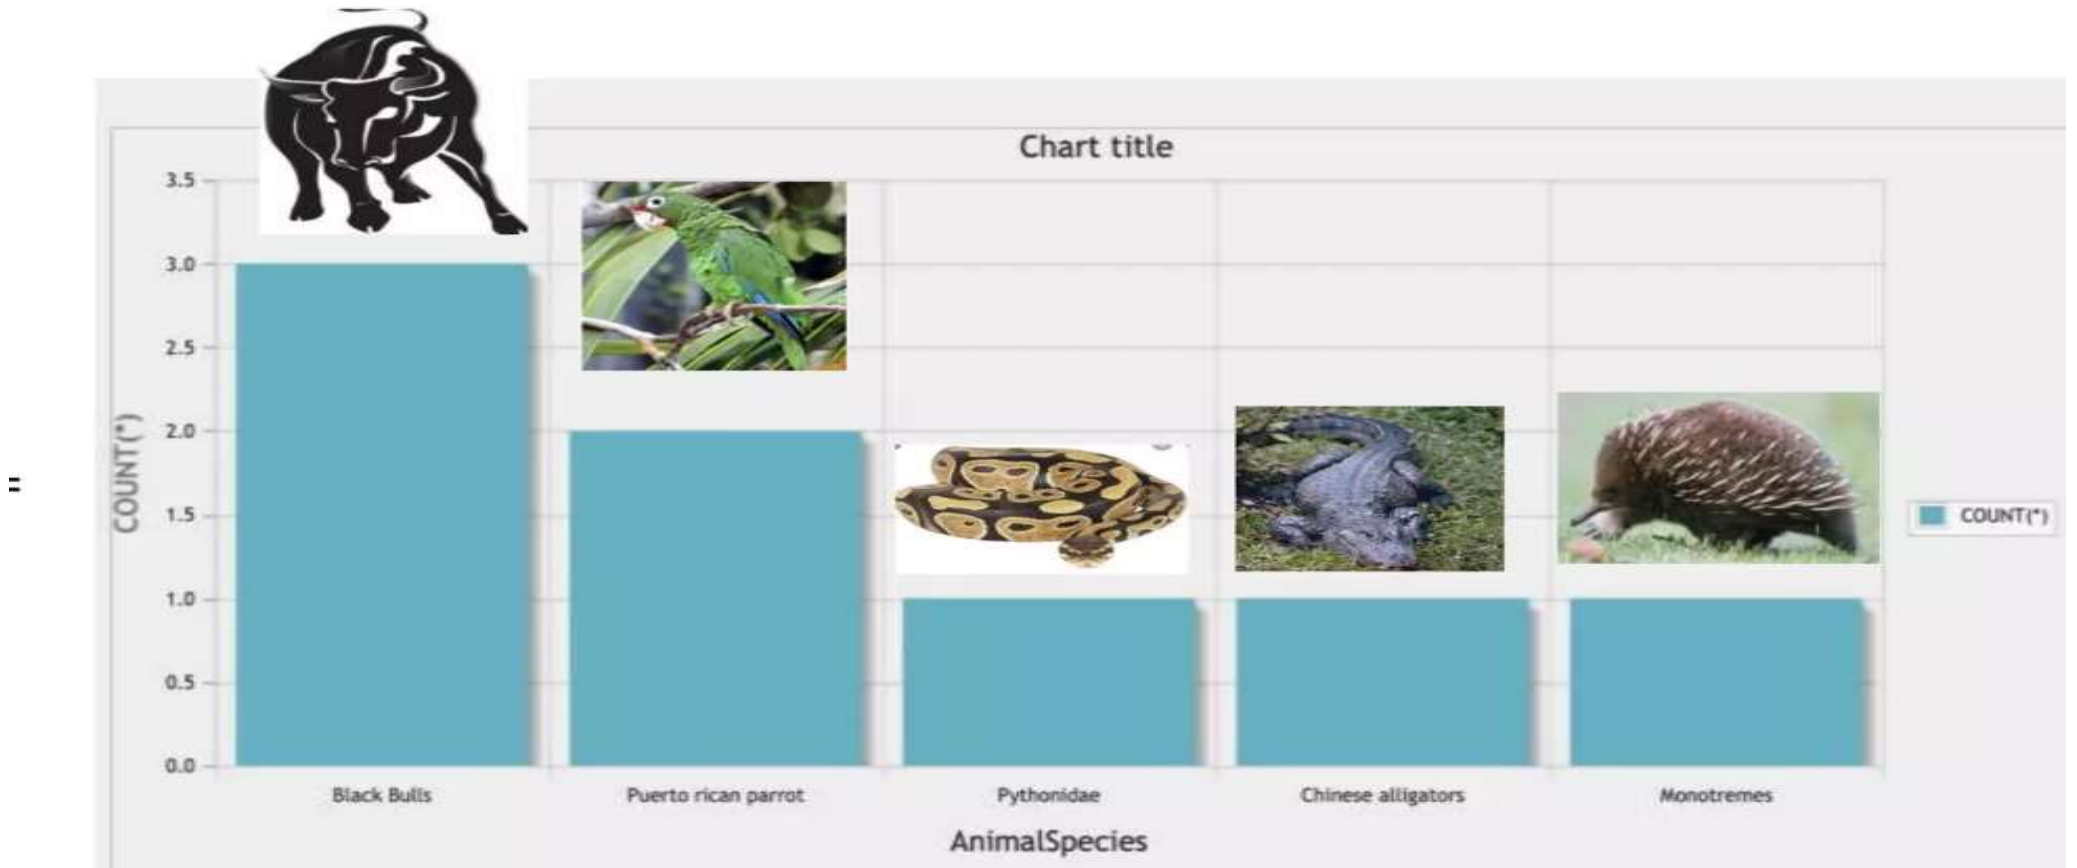 Chart title
3.5
3.0
2.5
2.0
1.5
1.0
0.5
0.0
COUNT(*)
=
COUNT(*)
Black Bulls Puerto rican parrot Pythonidae Chinese alligators Monotremes
AnimalSpecies